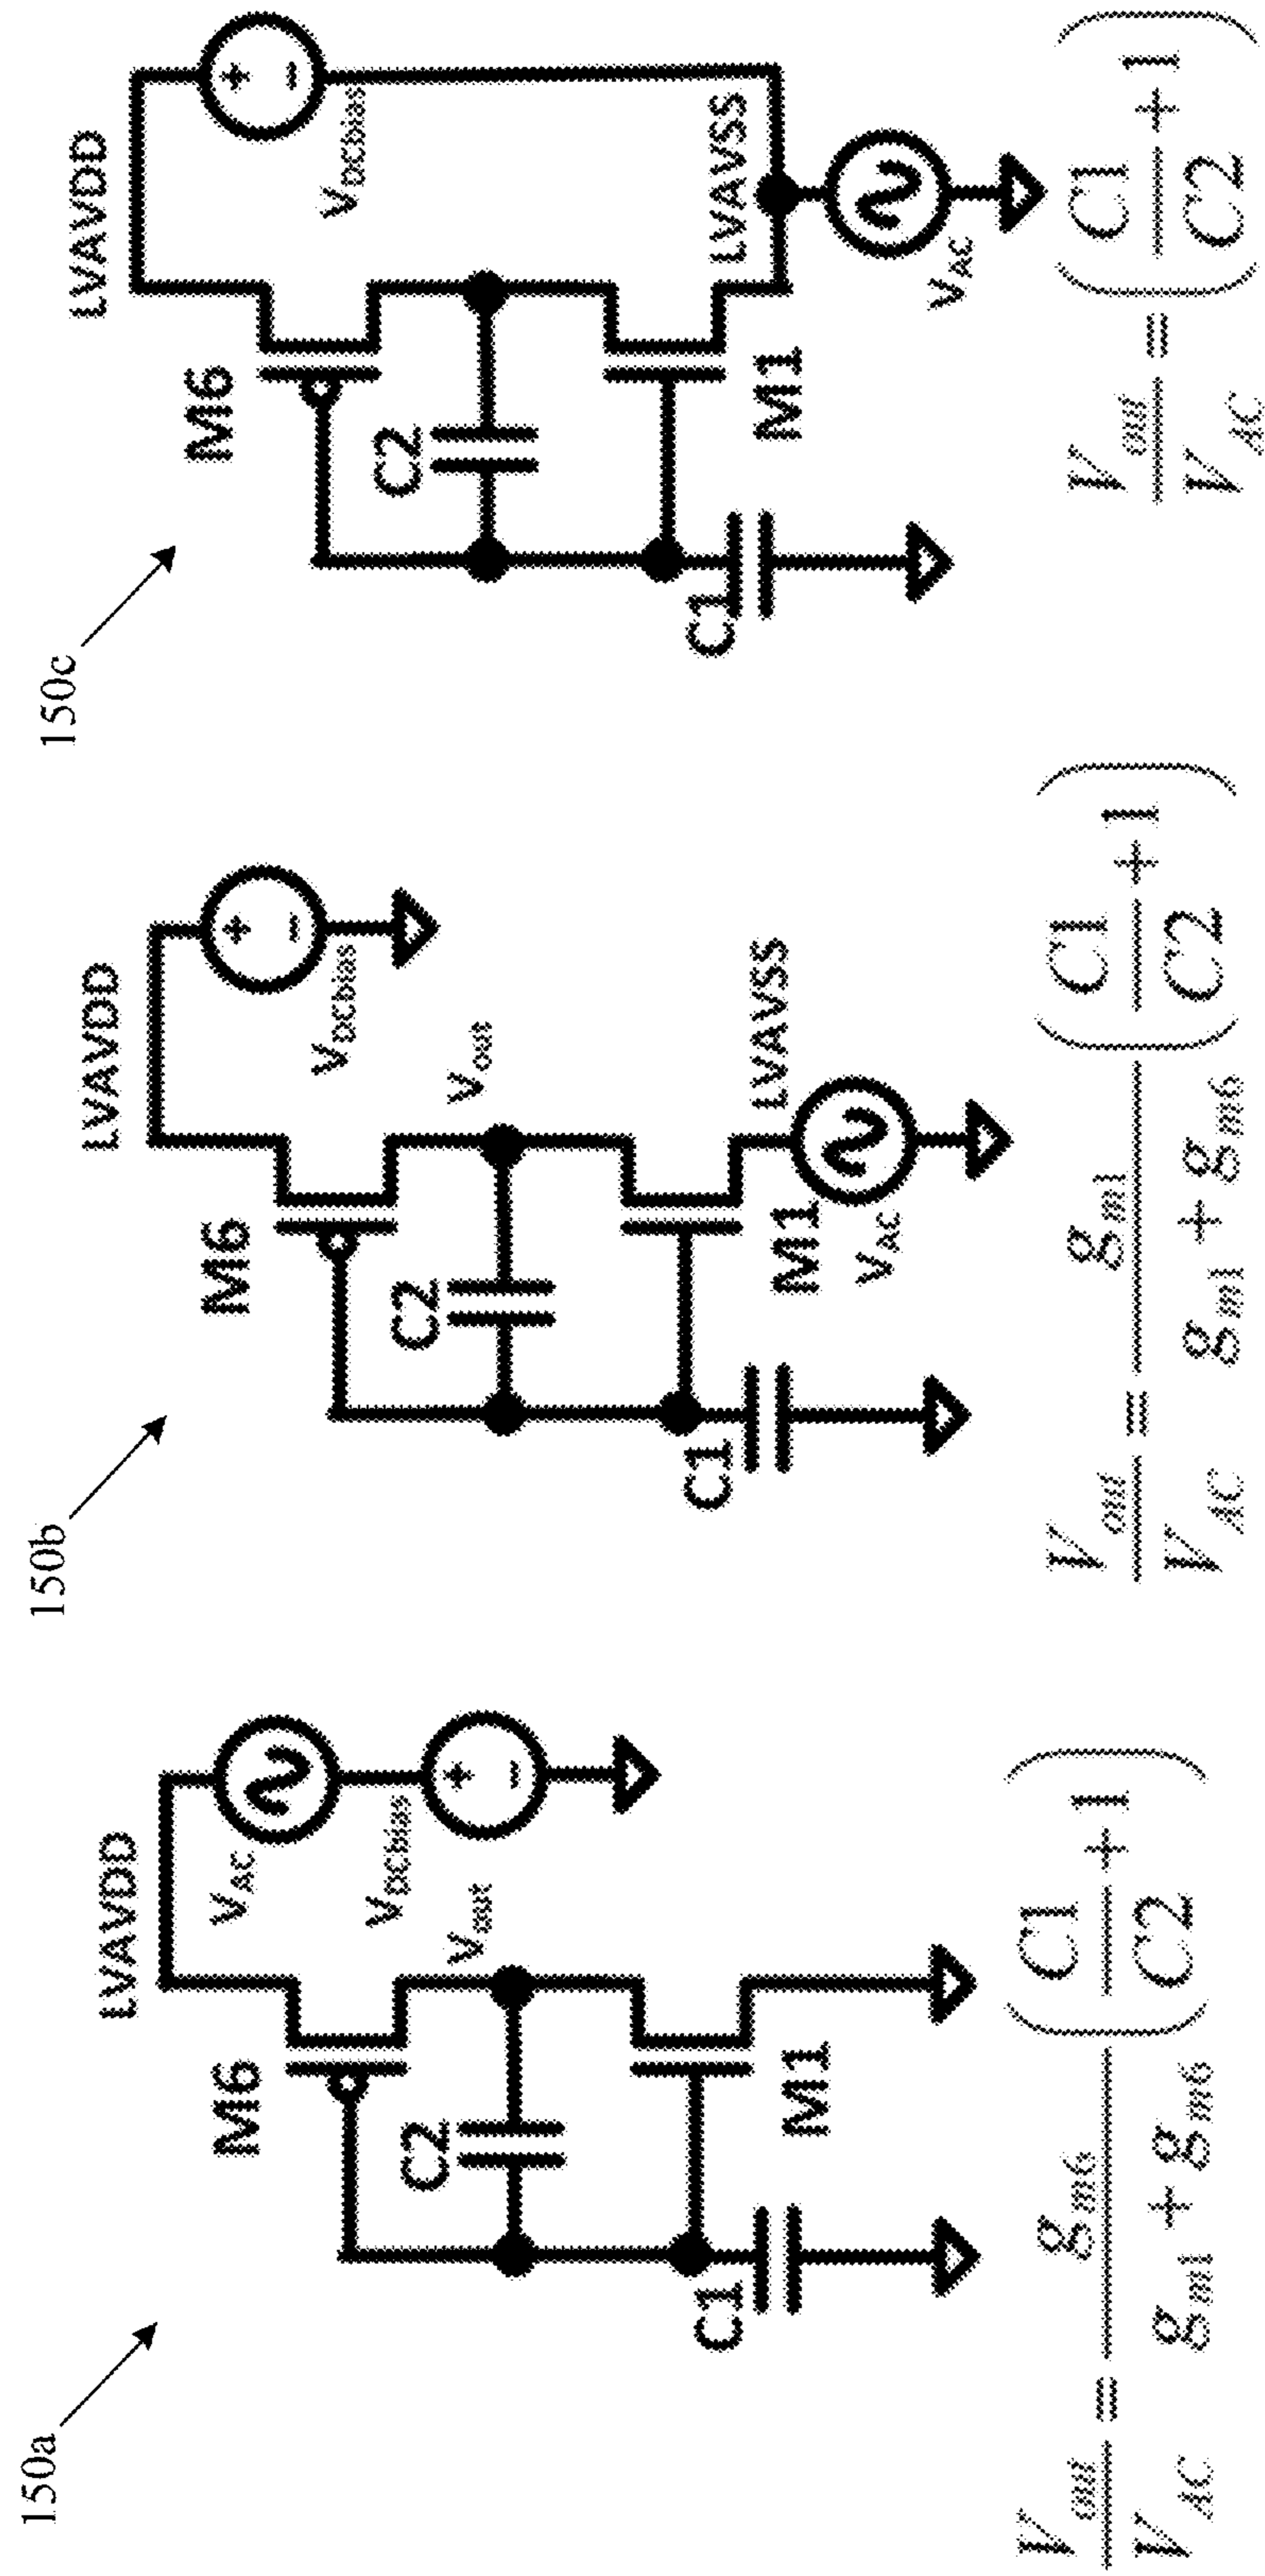 150a
LVAVDD
M6
V_AC
V_DCbias
V_out
C2
+
−
C1
M1
V_out / V_AC = g_m6 / (g_m1 + g_m6) (C1 / C2 + 1)
150b
LVAVDD
M6
+
−
V_DCbias
V_out
C2
C1
M1
LVAVSS
V_AC
V_out / V_AC = g_m1 / (g_m1 + g_m6) (C1 / C2 + 1)
150c
LVAVDD
M6
+
−
V_DCbias
C2
C1
M1
LVAVSS
V_AC
V_out / V_AC = (C1 / C2 + 1)